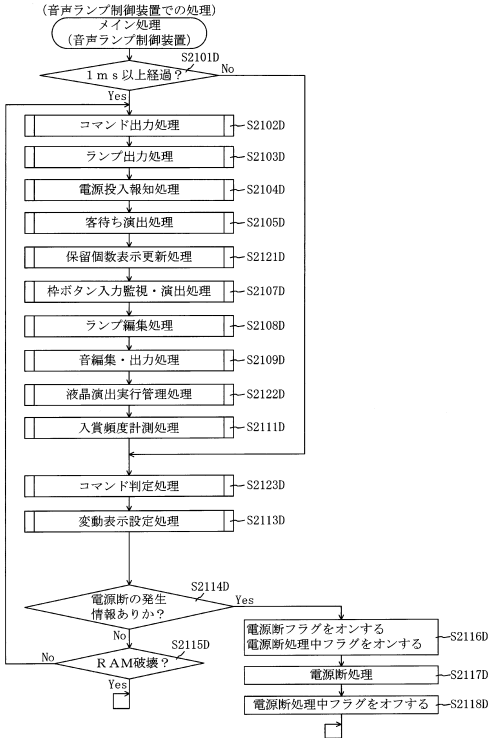 (音声ランプ制御装置での処理)
メイン処理
(音声ランプ制御装置)
S2101D
1ms以上経過?
No
Yes
コマンド出力処理
S2102D
ランプ出力処理
S2103D
電源投入報知処理
S2104D
客待ち演出処理
S2105D
保留個数表示更新処理
S2121D
枠ボタン入力監視・演出処理
S2107D
ランプ編集処理
S2108D
音編集・出力処理
S2109D
液晶演出実行管理処理
S2122D
入賞頻度計測処理
S2111D
コマンド判定処理
S2123D
変動表示設定処理
S2113D
S2114D
電源断の発生
情報ありか?
Yes
No
S2115D
RAM破壊?
No
Yes
電源断フラグをオンする
電源断処理中フラグをオンする
S2116D
電源断処理
S2117D
電源断処理中フラグをオフする
S2118D